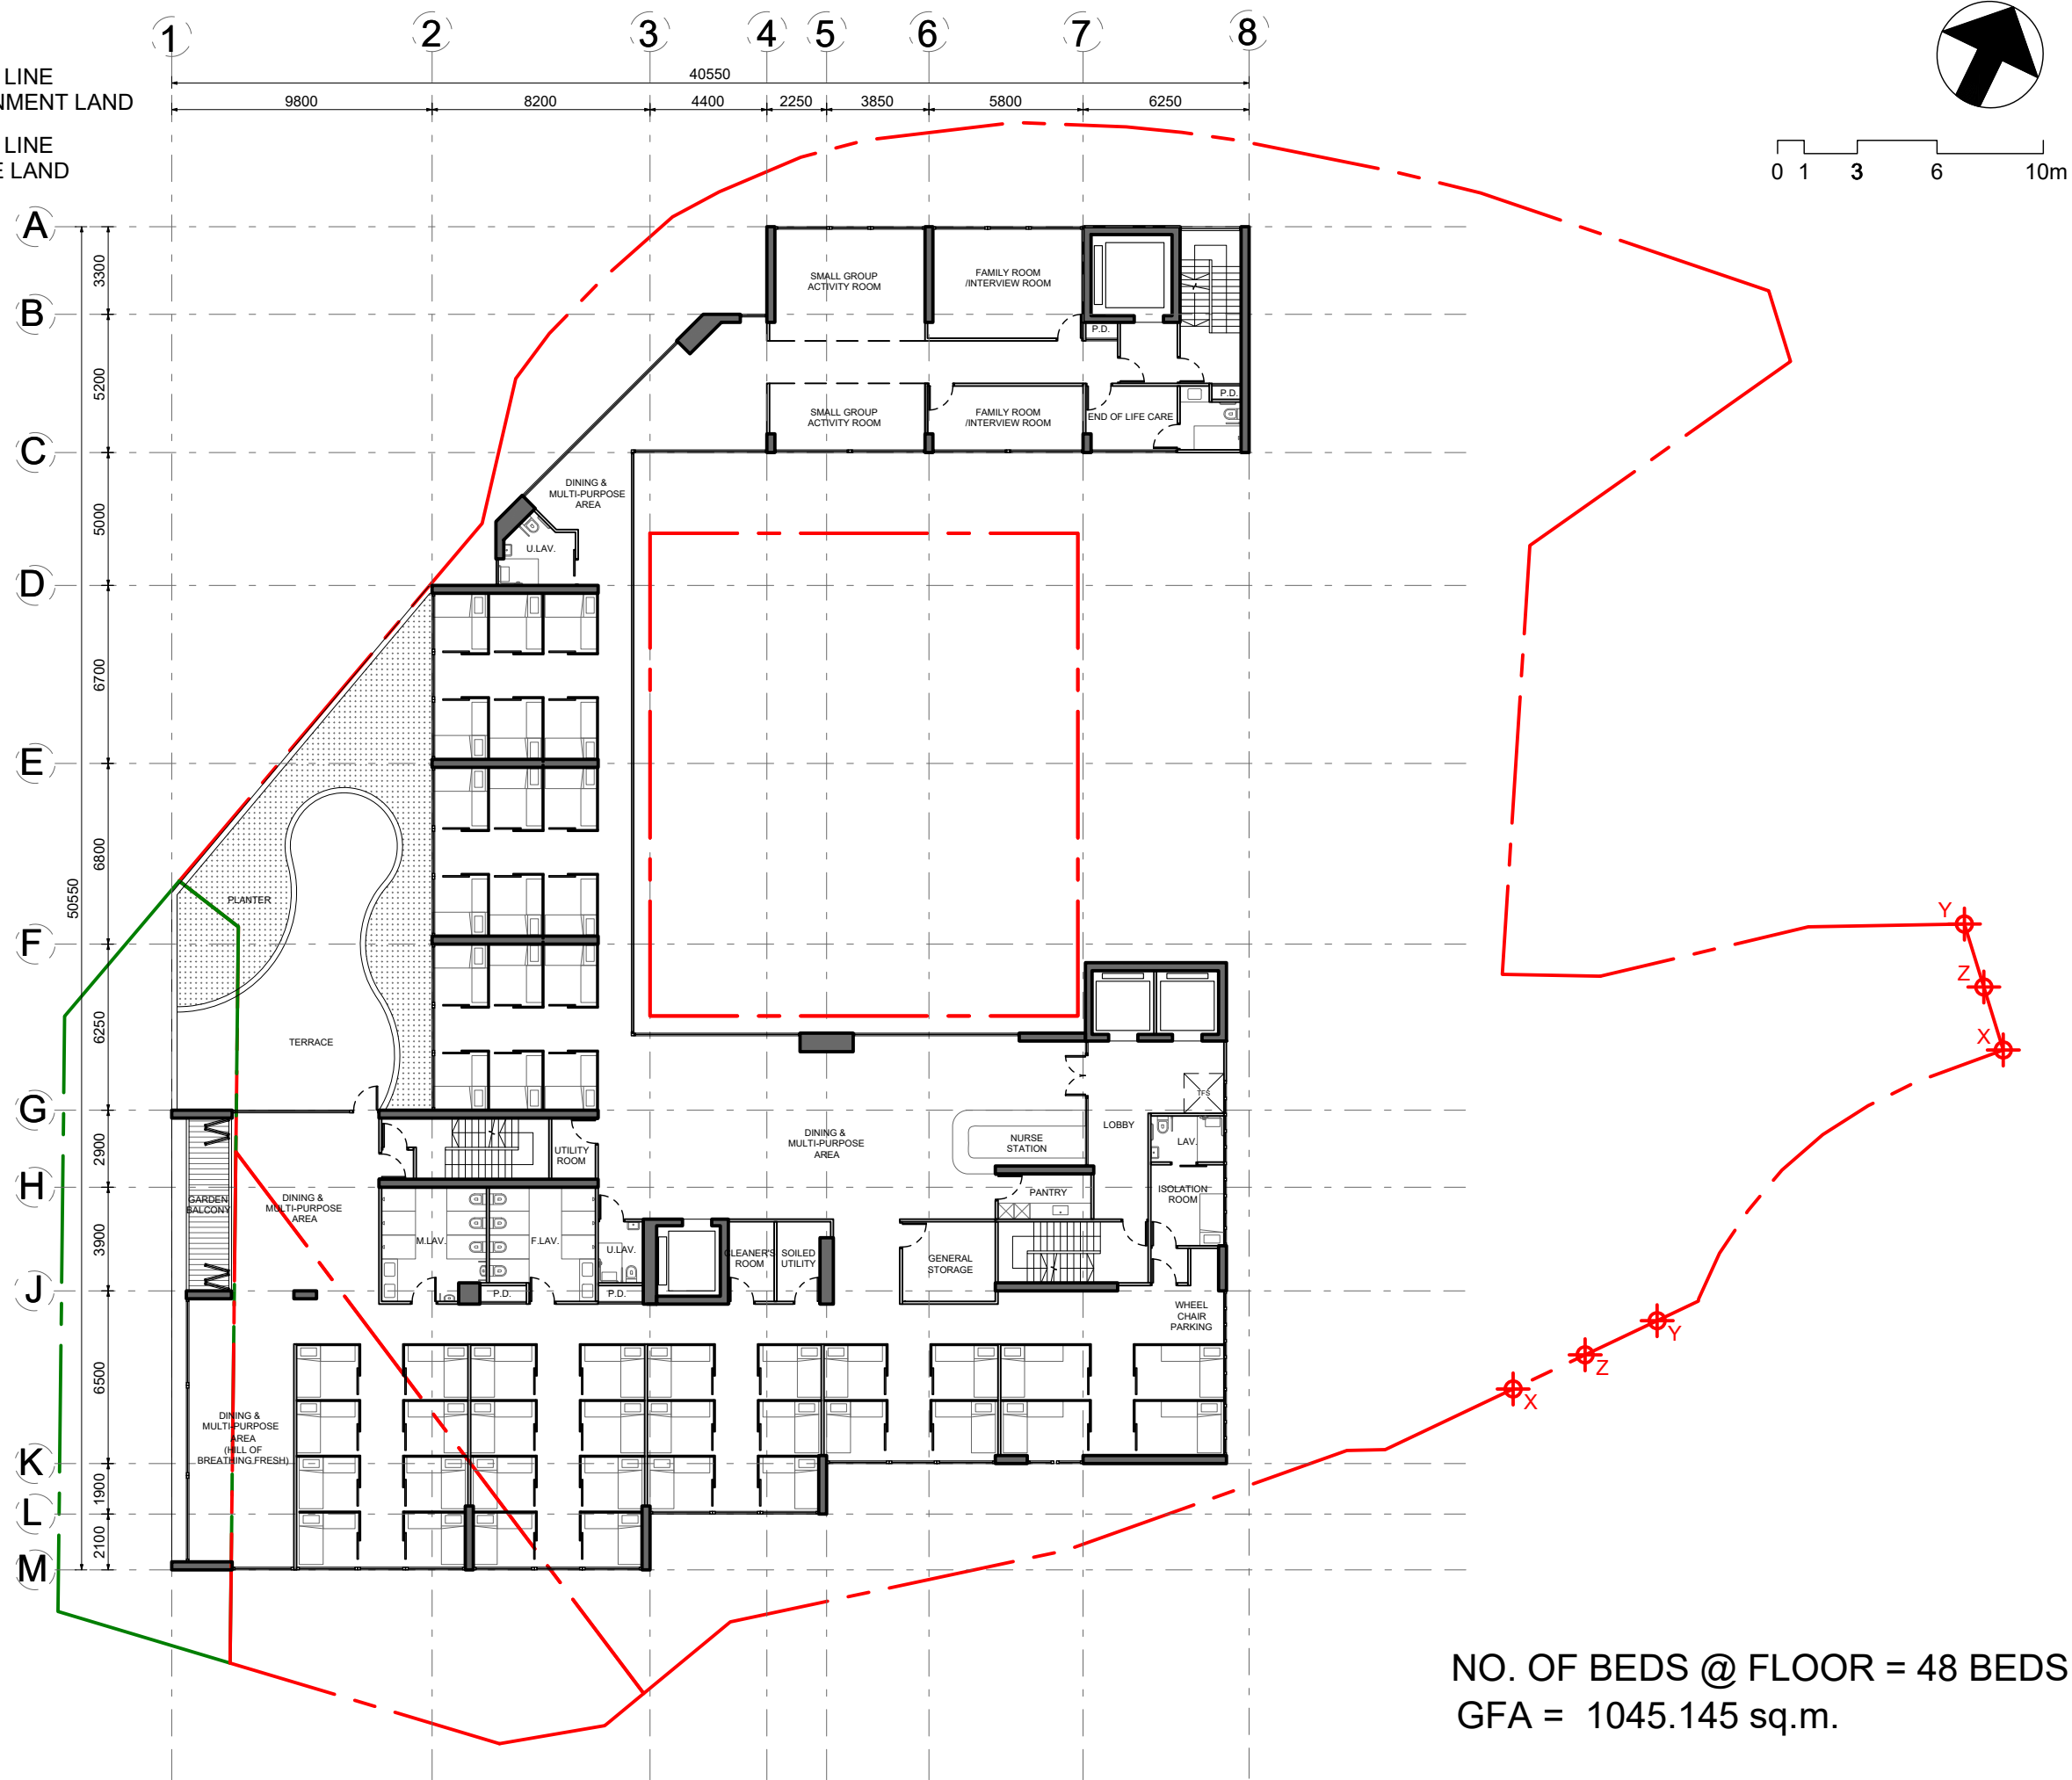 1 2 3 4 5 6 7 8
40550
9800 8200 4400 2250 3850 5800 6250
LINE
NMENT LAND
LINE
E LAND
0 1 3 6 10m
A
B
C
D
E
F
G
H
J
K
L
M
50550
3300
5200
5000
6700
6800
6250
2900
3900
6500
1900
2100
SMALL GROUP
ACTIVITY ROOM
FAMILY ROOM
/INTERVIEW ROOM
P.D.
SMALL GROUP
ACTIVITY ROOM
FAMILY ROOM
/INTERVIEW ROOM
END OF LIFE CARE
P.D.
DINING &
MULTI-PURPOSE
AREA
U.LAV.
PLANTER
TERRACE
Y
Z
X
TFS
LOBBY
LAV.
NURSE
STATION
DINING &
MULTI-PURPOSE
AREA
UTILITY
ROOM
PANTRY
ISOLATION
ROOM
GARDEN
BALCONY
DINING &
MULTI-PURPOSE
AREA
M.LAV.
F.LAV.
U.LAV.
CLEANER'S
ROOM
SOILED
UTILITY
GENERAL
STORAGE
P.D.
P.D.
WHEEL
CHAIR
PARKING
Y
Z
X
DINING &
MULTI-PURPOSE
AREA
(HILL OF
BREATHING FRESH)
NO. OF BEDS @ FLOOR = 48 BEDS
GFA = 1045.145 sq.m.